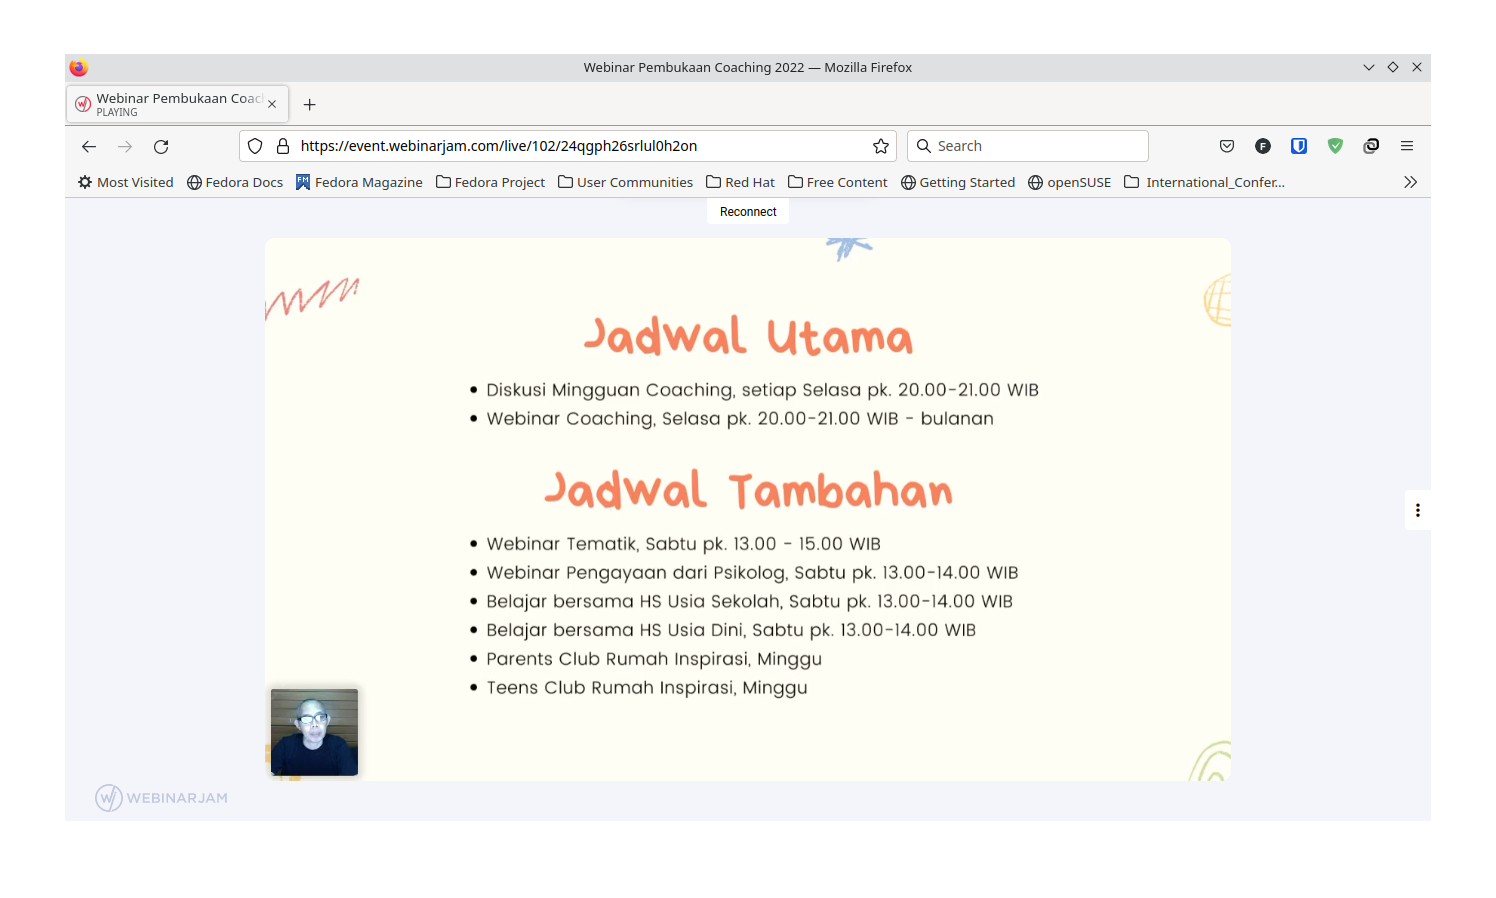 Webinar Pembukaan Coaching 2022 — Mozilla Firefox
Webinar Pembukaan Coac
PLAYING
https://event.webinarjam.com/live/102/24qgph26srlul0h2on
Search
F
Most Visited
Fedora Docs
FM
Fedora Magazine
Fedora Project
User Communities
Red Hat
Free Content
Getting Started
openSUSE
International_Confer...
Reconnect
Jadwal Utama
• Diskusi Mingguan Coaching, setiap Selasa pk. 20.00-21.00 WIB
• Webinar Coaching, Selasa pk. 20.00-21.00 WIB - bulanan
Jadwal Tambahan
• Webinar Tematik, Sabtu pk. 13.00 - 15.00 WIB
• Webinar Pengayaan dari Psikolog, Sabtu pk. 13.00-14.00 WIB
• Belajar bersama HS Usia Sekolah, Sabtu pk. 13.00-14.00 WIB
• Belajar bersama HS Usia Dini, Sabtu pk. 13.00-14.00 WIB
• Parents Club Rumah Inspirasi, Minggu
• Teens Club Rumah Inspirasi, Minggu
WEBINARJAM